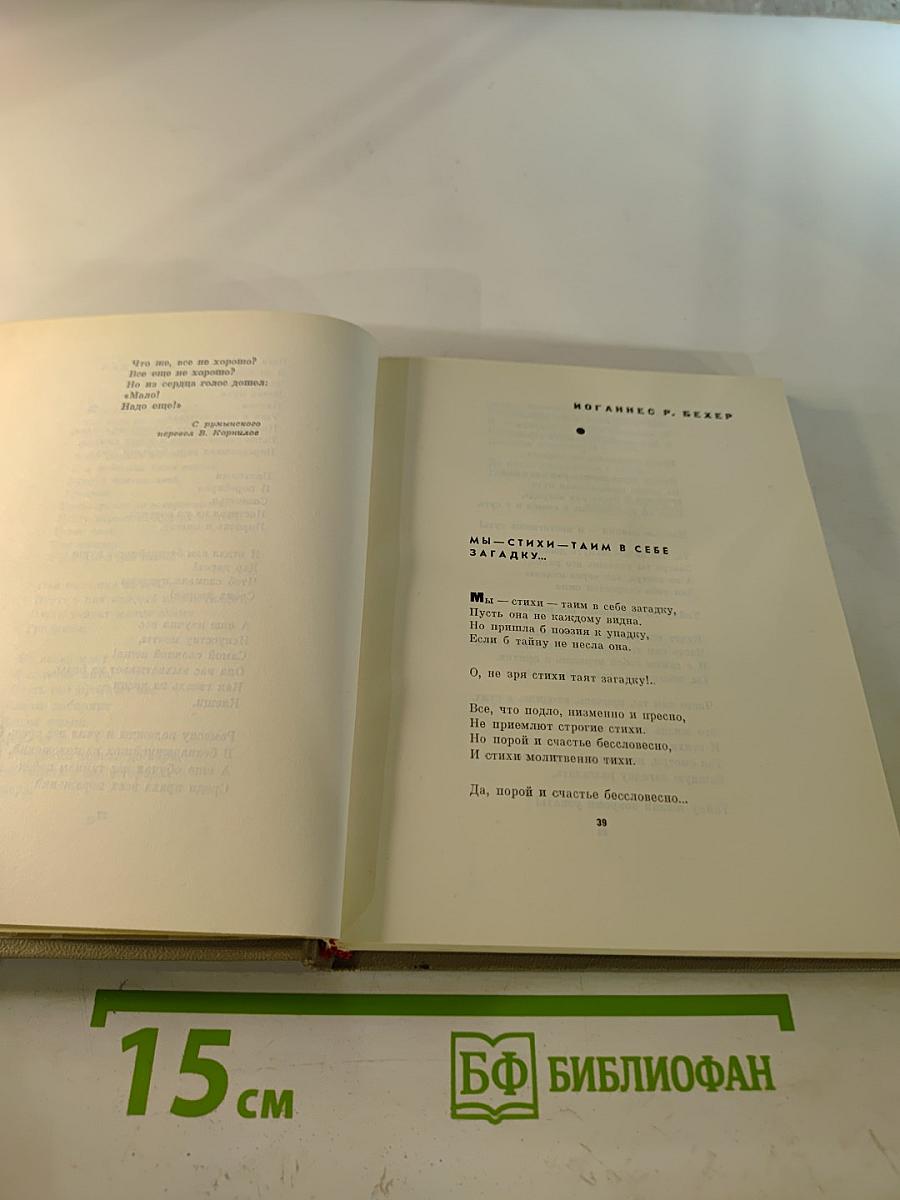 Что же, все не хорошо?
Все еще не хорошо?
Но из сердца голос дошел:
«Мало!
Надо еще!»
С румынского
перевел В. Корнилов
ИОГАННЕС Р. БЕХЕР
МЫ—СТИХИ—ТАИМ В СЕБЕ
ЗАГАДКУ...
Мы — стихи — таим в себе загадку,
Пусть она не каждому видна.
Но пришла б поэзия к упадку,
Если б тайну не несла она.
О, не зря стихи таят загадку!..
Все, что подло, низменно и пресно,
Не приемлют строгие стихи.
Но порой и счастье бессловесно,
И стихи молитвенно тихи.
Да, порой и счастье бессловесно...
39
15 см
БФ БИБЛИОФАН